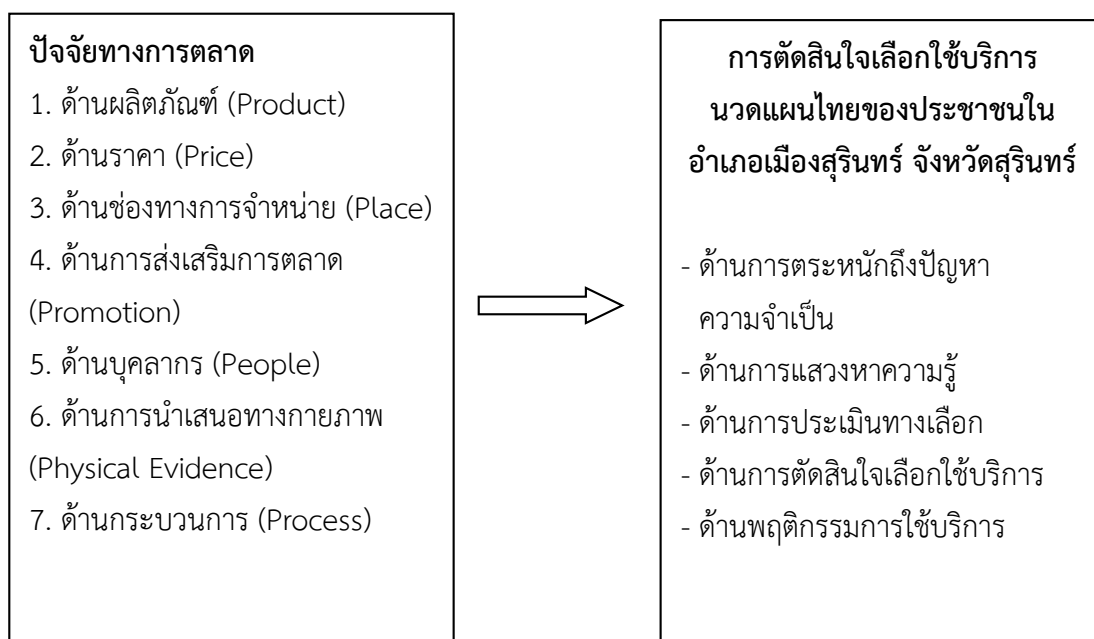 ปัจจัยทางการตลาด
1. ด้านผลิตภัณฑ์ (Product)
2. ด้านราคา (Price)
3. ด้านช่องทางการจำหน่าย (Place)
4. ด้านการส่งเสริมการตลาด
(Promotion)
5. ด้านบุคลากร (People)
6. ด้านการนำเสนอทางกายภาพ
(Physical Evidence)
7. ด้านกระบวนการ (Process)
การตัดสินใจเลือกใช้บริการ
นวดแผนไทยของประชาชนใน
อำเภอเมืองสุรินทร์ จังหวัดสุรินทร์
- ด้านการตระหนักถึงปัญหา
ความจำเป็น
- ด้านการแสวงหาความรู้
- ด้านการประเมินทางเลือก
- ด้านการตัดสินใจเลือกใช้บริการ
- ด้านพฤติกรรมการใช้บริการ